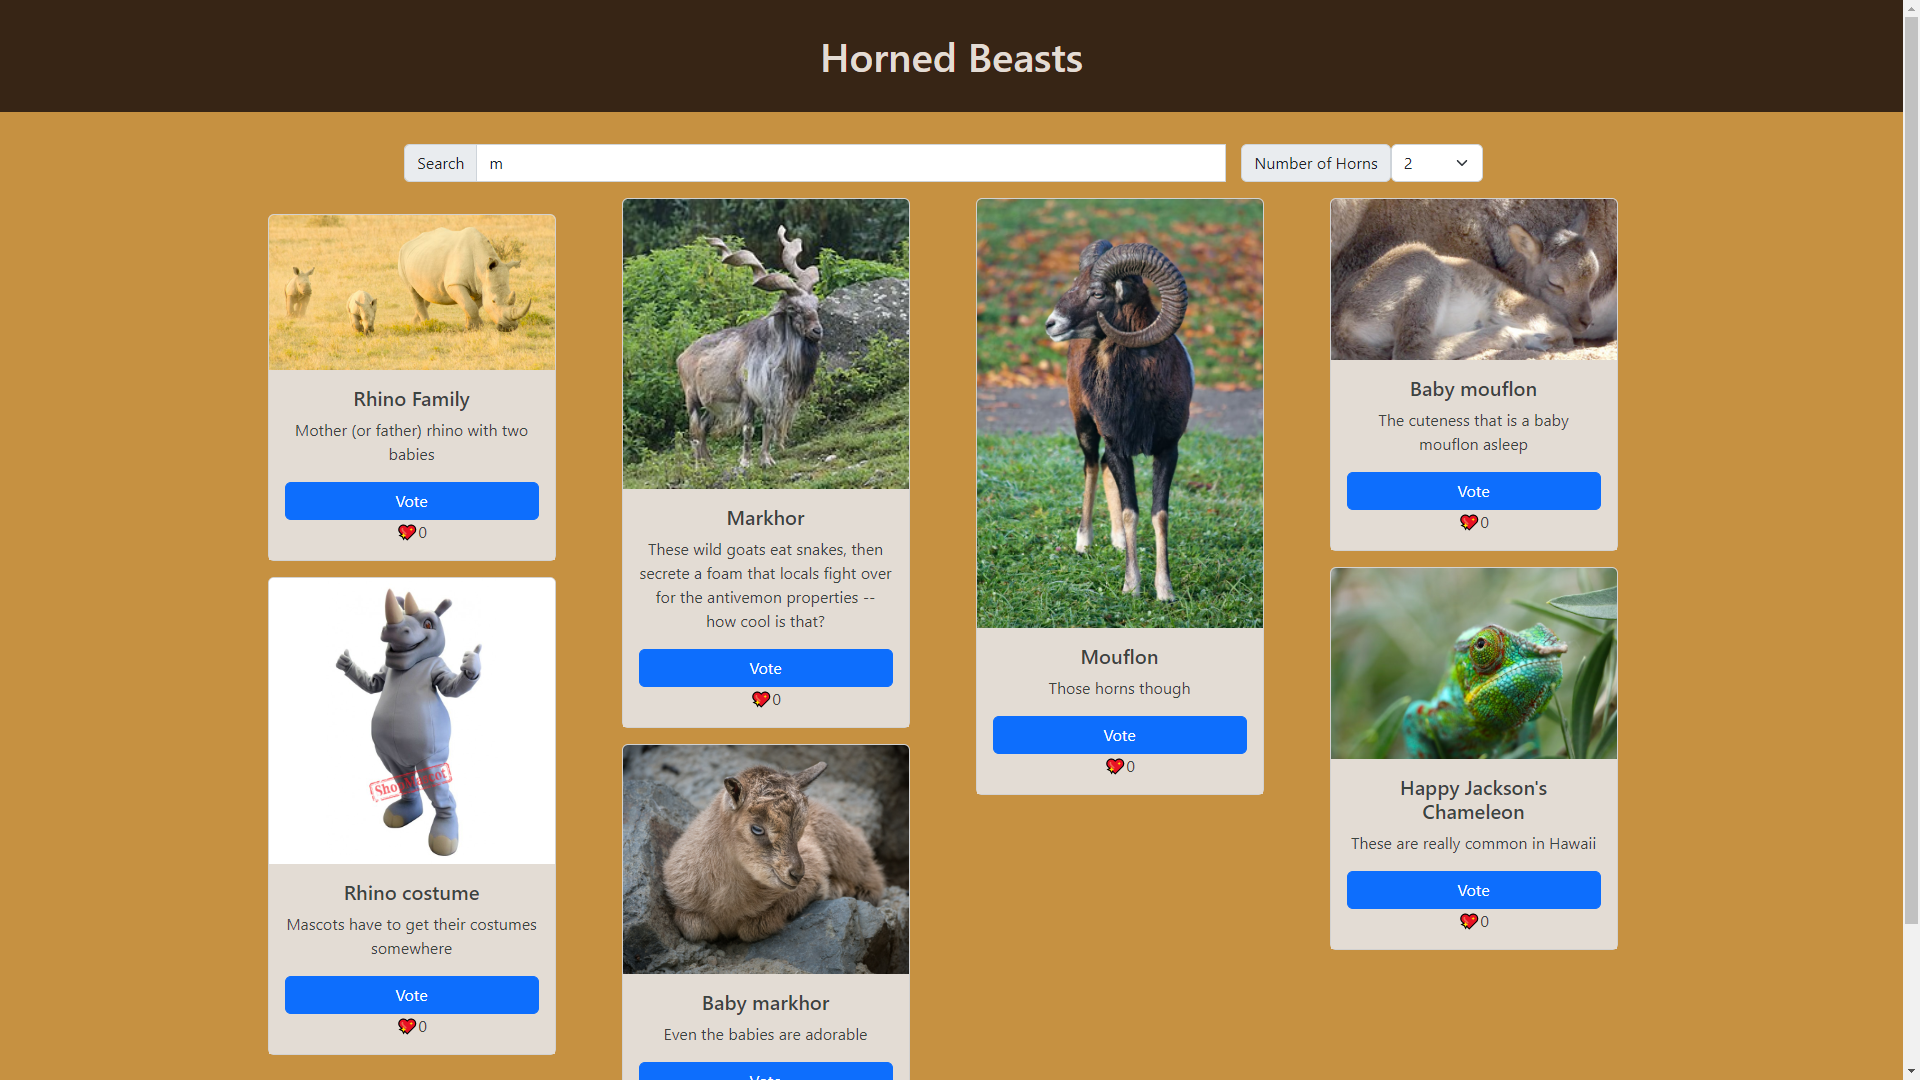 Horned Beasts
Search m
Number of Horns 2
Rhino Family
Mother (or father) rhino with two
babies
Vote
0
ShopMascot
Rhino costume
Mascots have to get their costumes
somewhere
Vote
0
Markhor
These wild goats eat snakes, then
secrete a foam that locals fight over
for the antivemon properties --
how cool is that?
Vote
0
Baby markhor
Even the babies are adorable
Vote
Mouflon
Those horns though
Vote
0
Baby mouflon
The cuteness that is a baby
mouflon asleep
Vote
0
Happy Jackson's
Chameleon
These are really common in Hawaii
Vote
0